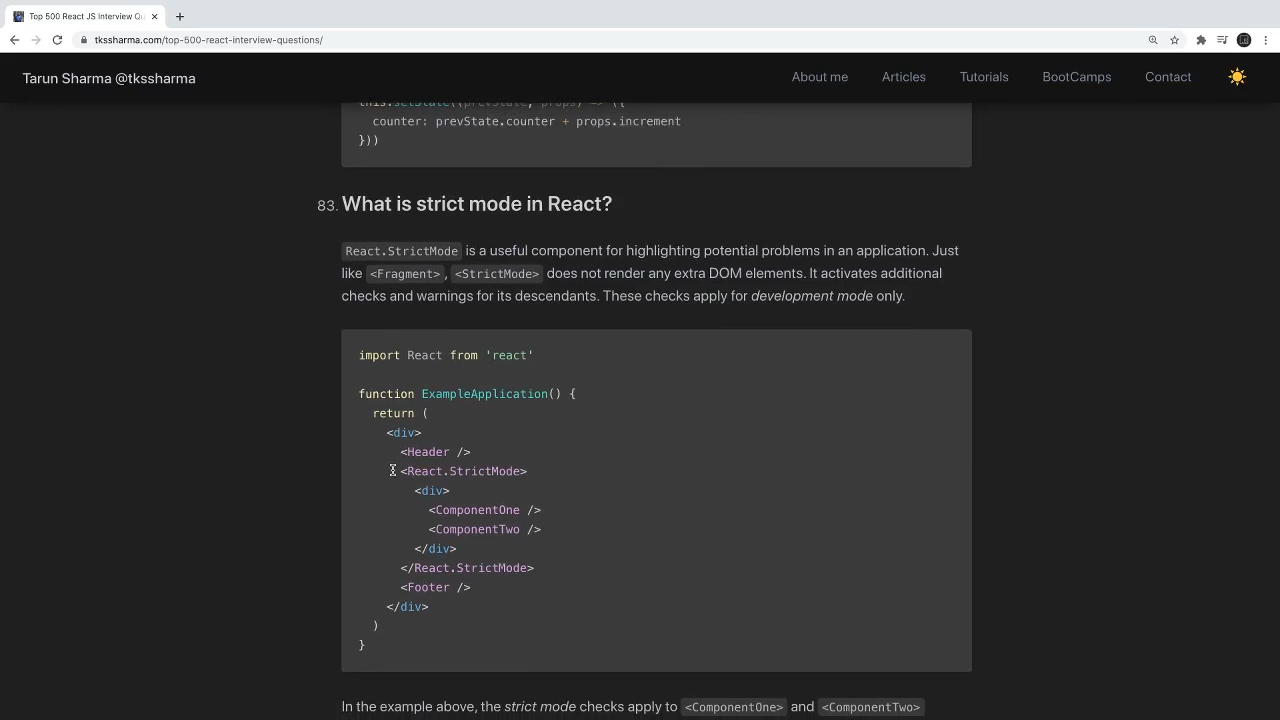 Top 500 React JS Interview Qu
tkssharma.com/top-500-react-interview-questions/
Tarun Sharma @tkssharma
About me
Articles
Tutorials
BootCamps
Contact
this.setState((prevState, props) => ({
  counter: prevState.counter + props.increment
}))
83. What is strict mode in React?
React.StrictMode is a useful component for highlighting potential problems in an application. Just
like <Fragment>, <StrictMode> does not render any extra DOM elements. It activates additional
checks and warnings for its descendants. These checks apply for development mode only.
import React from 'react'
function ExampleApplication() {
  return (
    <div>
      <Header />
      <React.StrictMode>
        <div>
          <ComponentOne />
          <ComponentTwo />
        </div>
      </React.StrictMode>
      <Footer />
    </div>
  )
}
In the example above, the strict mode checks apply to <ComponentOne> and <ComponentTwo>